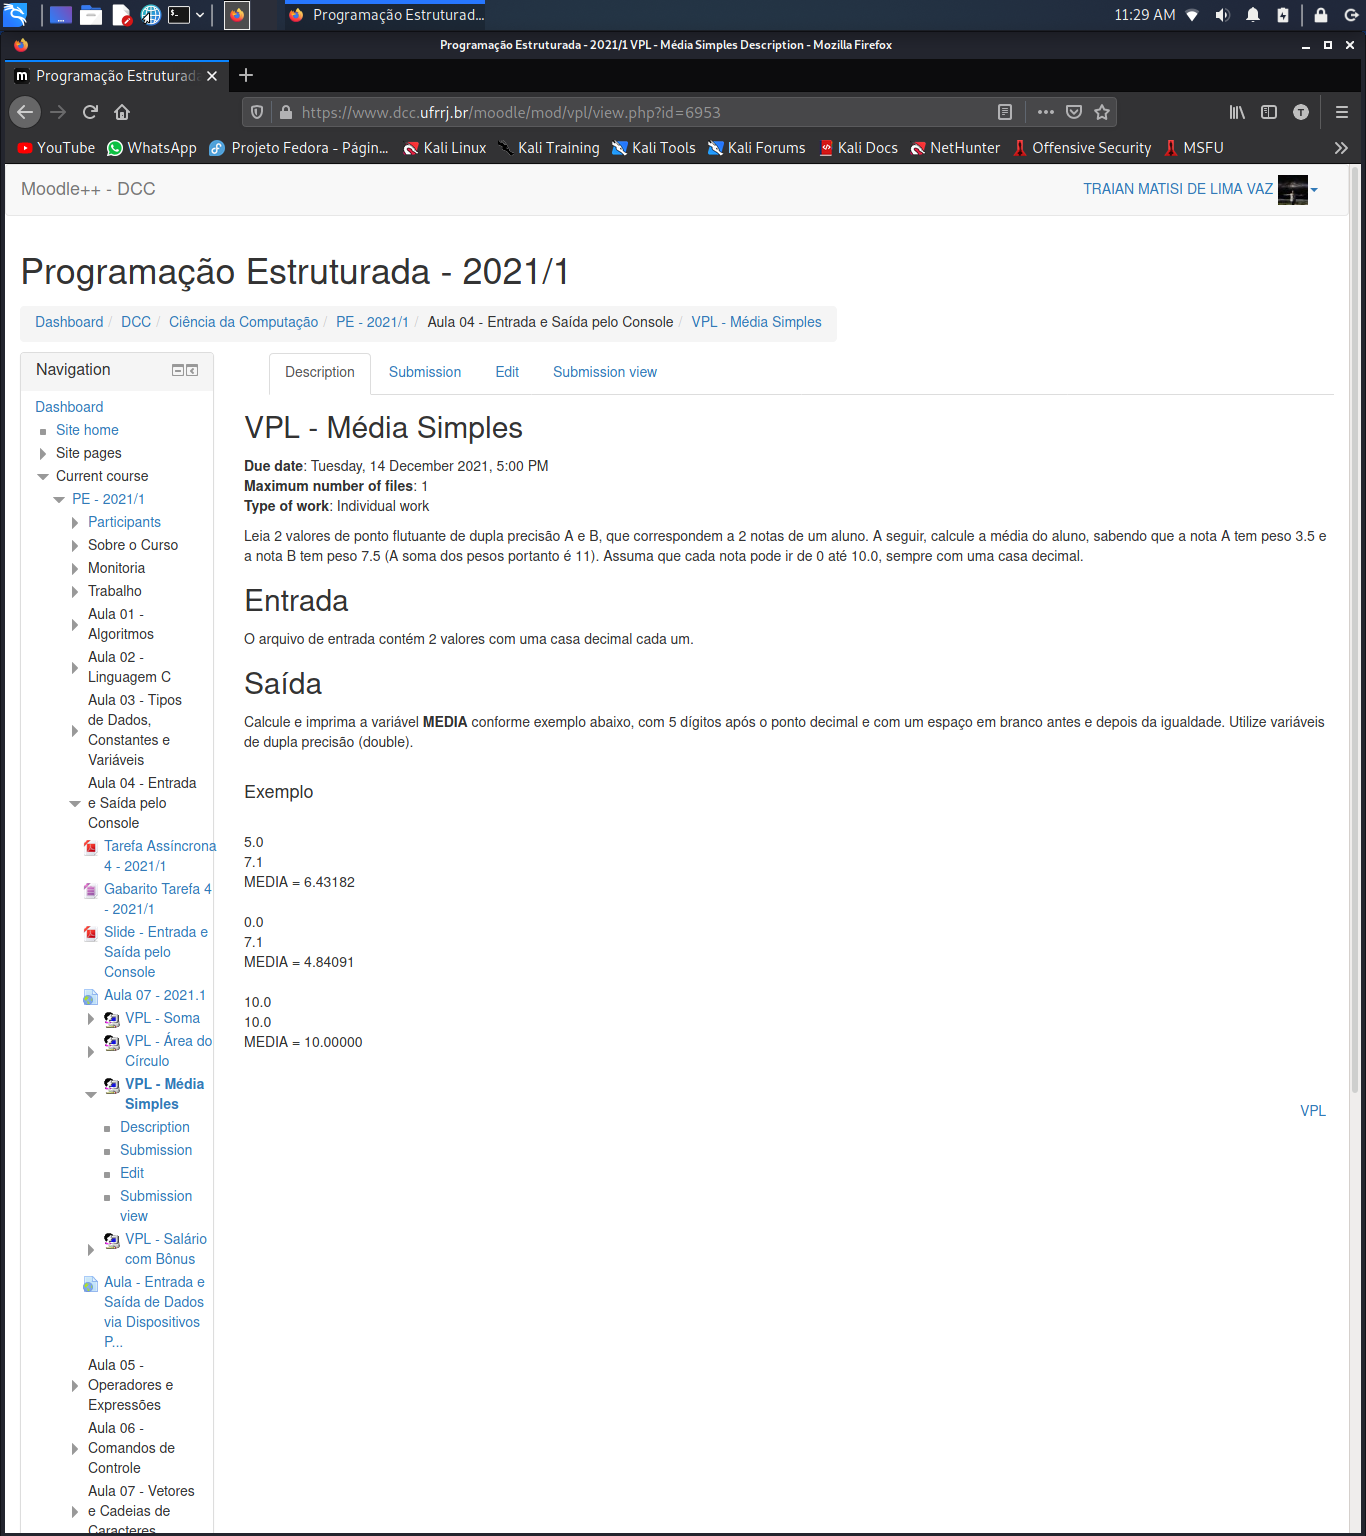 Programação Estruturad...
11:29 AM
Programação Estruturada - 2021/1 VPL - Média Simples Description - Mozilla Firefox
Programação Estruturada
https://www.dcc.ufrrj.br/moodle/mod/vpl/view.php?id=6953
T
YouTube WhatsApp Projeto Fedora - Págin... Kali Linux Kali Training Kali Tools Kali Forums Kali Docs NetHunter Offensive Security MSFU
Moodle++ - DCC
TRAIAN MATISI DE LIMA VAZ
Programação Estruturada - 2021/1
Dashboard / DCC / Ciência da Computação / PE - 2021/1 / Aula 04 - Entrada e Saída pelo Console / VPL - Média Simples
Navigation
Dashboard
Site home
Site pages
Current course
PE - 2021/1
Participants
Sobre o Curso
Monitoria
Trabalho
Aula 01 -
Algoritmos
Aula 02 -
Linguagem C
Aula 03 - Tipos
de Dados,
Constantes e
Variáveis
Aula 04 - Entrada
e Saída pelo
Console
Tarefa Assíncrona
4 - 2021/1
Gabarito Tarefa 4
- 2021/1
Slide - Entrada e
Saída pelo
Console
Aula 07 - 2021.1
VPL - Soma
VPL - Área do
Círculo
VPL - Média
Simples
Description
Submission
Edit
Submission
view
VPL - Salário
com Bônus
Aula - Entrada e
Saída de Dados
via Dispositivos
P...
Aula 05 -
Operadores e
Expressões
Aula 06 -
Comandos de
Controle
Aula 07 - Vetores
e Cadeias de
Caracteres
Description Submission Edit Submission view
VPL - Média Simples
Due date: Tuesday, 14 December 2021, 5:00 PM
Maximum number of files: 1
Type of work: Individual work
Leia 2 valores de ponto flutuante de dupla precisão A e B, que correspondem a 2 notas de um aluno. A seguir, calcule a média do aluno, sabendo que a nota A tem peso 3.5 e
a nota B tem peso 7.5 (A soma dos pesos portanto é 11). Assuma que cada nota pode ir de 0 até 10.0, sempre com uma casa decimal.
Entrada
O arquivo de entrada contém 2 valores com uma casa decimal cada um.
Saída
Calcule e imprima a variável MEDIA conforme exemplo abaixo, com 5 dígitos após o ponto decimal e com um espaço em branco antes e depois da igualdade. Utilize variáveis
de dupla precisão (double).
Exemplo
5.0
7.1
MEDIA = 6.43182
0.0
7.1
MEDIA = 4.84091
10.0
10.0
MEDIA = 10.00000
VPL